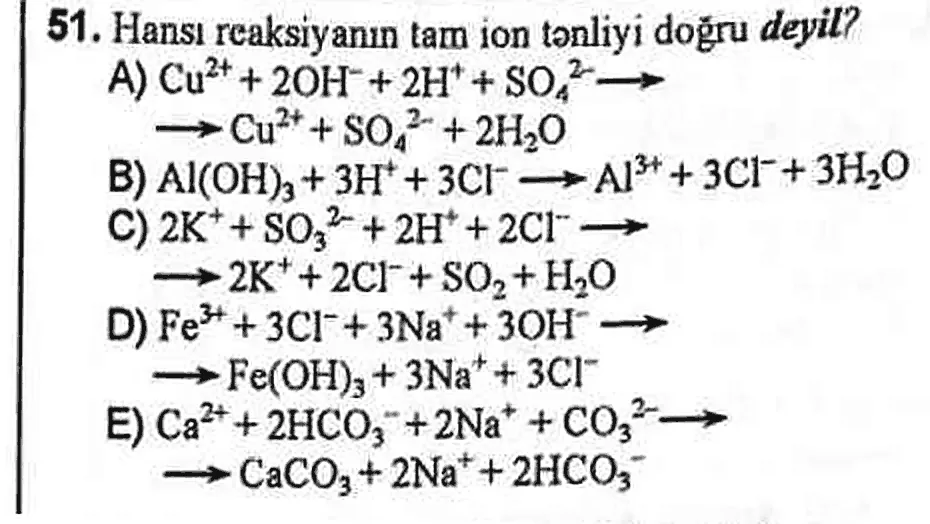 51. Hansı reaksiyanın tam ion tənliyi doğru deyil?
A) Cu²⁺ + 2OH⁻ + 2H⁺ + SO₄²⁻ ⟶
⟶ Cu²⁺ + SO₄²⁻ + 2H₂O
B) Al(OH)₃ + 3H⁺ + 3Cl⁻ ⟶ Al³⁺ + 3Cl⁻ + 3H₂O
C) 2K⁺ + SO₃²⁻ + 2H⁺ + 2Cl⁻ ⟶
⟶ 2K⁺ + 2Cl⁻ + SO₂ + H₂O
D) Fe³⁺ + 3Cl⁻ + 3Na⁺ + 3OH⁻ ⟶
⟶ Fe(OH)₃ + 3Na⁺ + 3Cl⁻
E) Ca²⁺ + 2HCO₃⁻ + 2Na⁺ + CO₃²⁻ ⟶
⟶ CaCO₃ + 2Na⁺ + 2HCO₃⁻